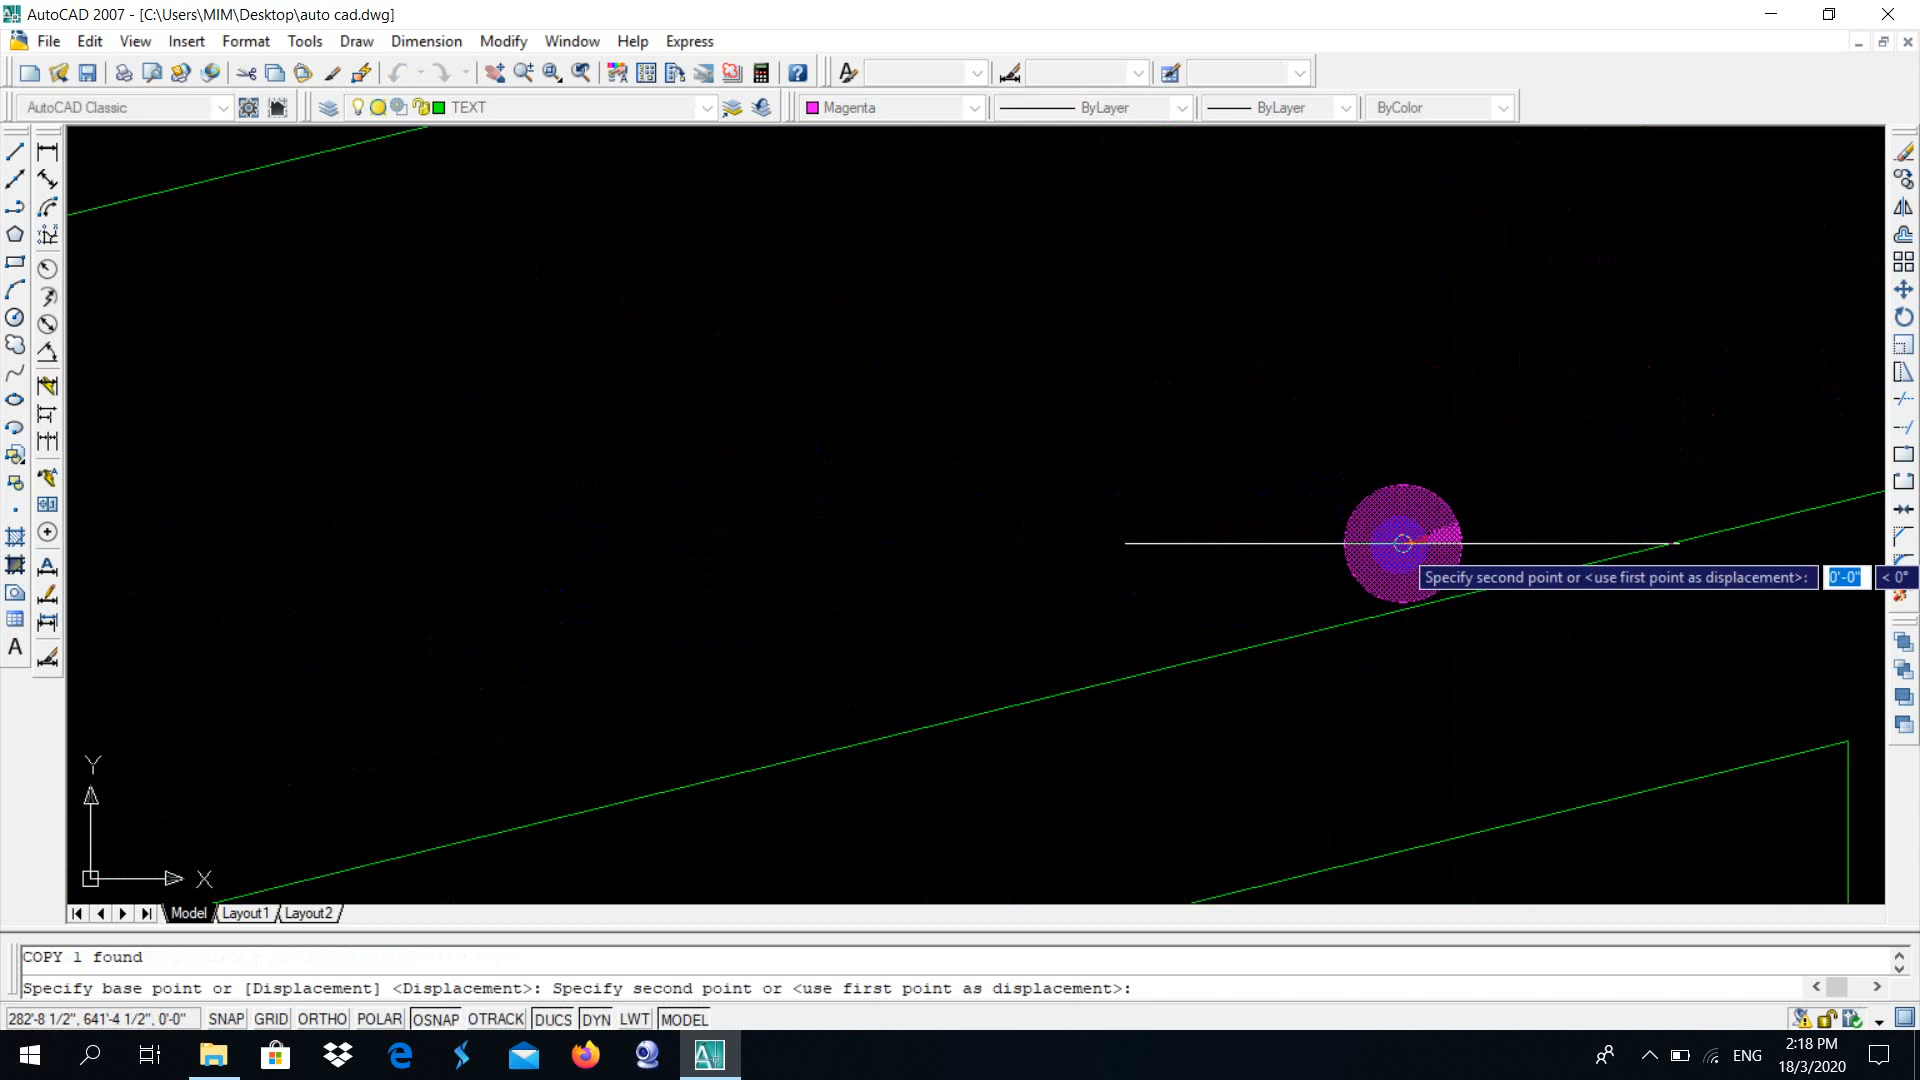 AutoCAD 2007 - [C:\Users\MIM\Desktop\auto cad.dwg]
File Edit View Insert Format Tools Draw Dimension Modify Window Help Express
AutoCAD Classic TEXT Magenta ByLayer ByLayer ByColor
Specify second point or <use first point as displacement>: 0'-0" < 0°
Y
X
Model Layout1 Layout2
COPY 1 found
Specify base point or [Displacement] <Displacement>: Specify second point or <use first point as displacement>:
282'-8 1/2", 641'-4 1/2", 0'-0" SNAP GRID ORTHO POLAR OSNAP OTRACK DUCS DYN LWT MODEL
ENG
2:18 PM
18/3/2020